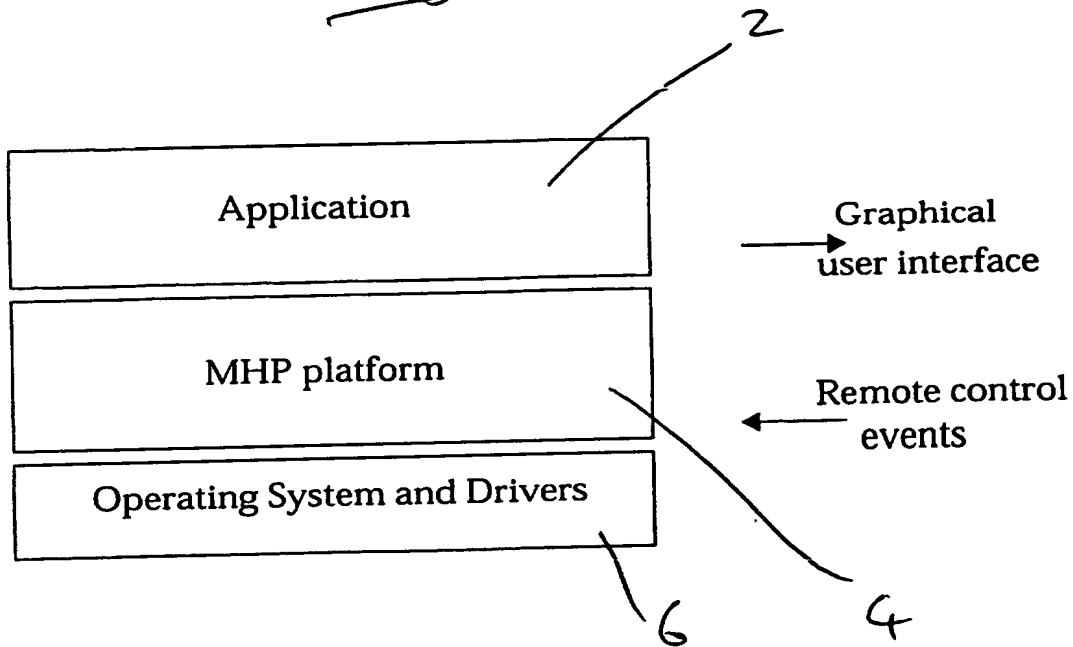 2
Application
Graphical
user interface
MHP platform
Remote control
events
Operating System and Drivers
6
4